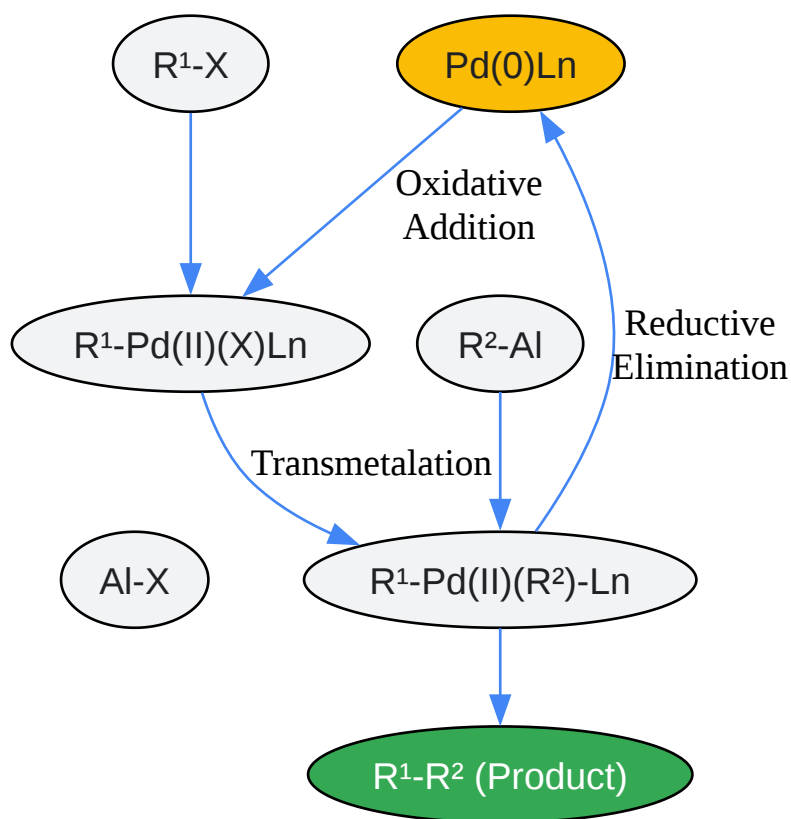 R¹-X
Pd(0)Ln
Oxidative
Addition
R¹-Pd(II)(X)Ln
R²-Al
Reductive
Elimination
Transmetalation
Al-X
R¹-Pd(II)(R²)-Ln
R¹-R² (Product)